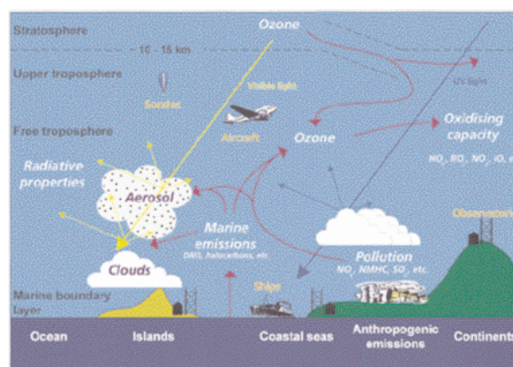 Stratosphere
Ozone
10 - 15 km
Upper troposphere
Visible light
UV light
Sondes
Aircraft
Free troposphere
Ozone
Oxidising
capacity
Radiative
properties
Aerosol
Marine
emissions
DMS, halocarbons, etc.
Observatory
Pollution
NOx, NMHC, SO2, etc.
Clouds
Ships
Marine boundary
layer
Ocean
Islands
Coastal seas
Anthropogenic
emissions
Continents